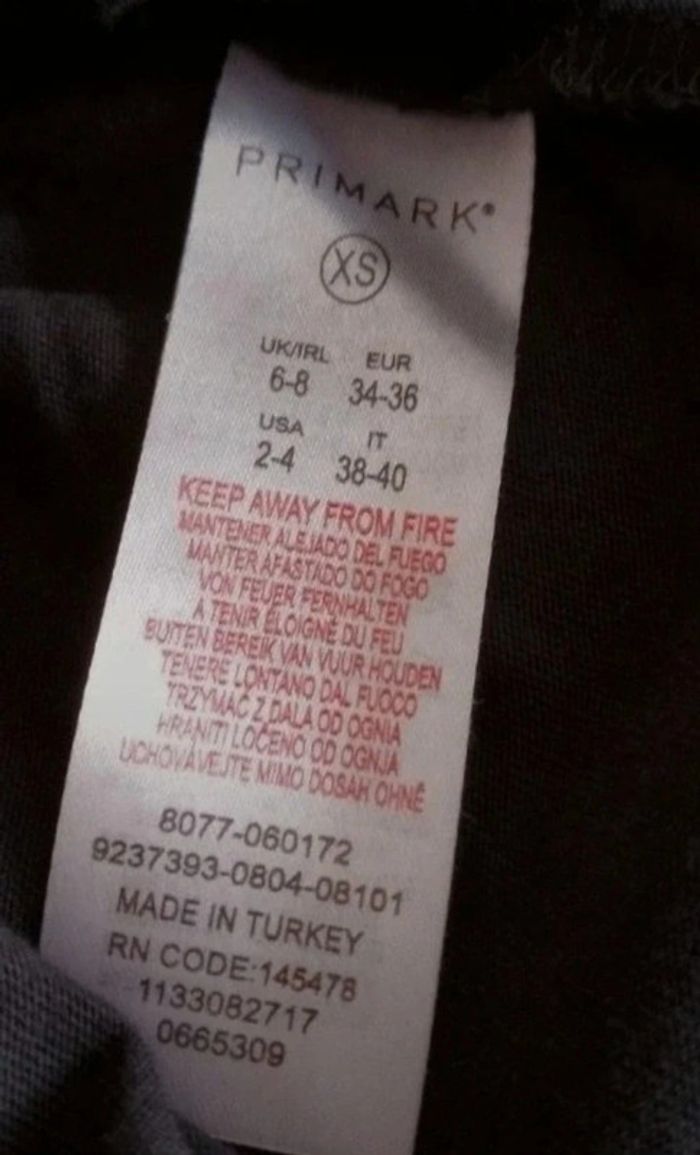 PRIMARK®
XS
UK/IRL EUR
6-8 34-36
USA IT
2-4 38-40
KEEP AWAY FROM FIRE
MANTENER ALEJADO DEL FUEGO
MANTER AFASTADO DO FOGO
VON FEUER FERNHALTEN
À TENIR ÉLOIGNÉ DU FEU
BUITEN BEREIK VAN VUUR HOUDEN
TENERE LONTANO DAL FUOCO
TRZYMAĆ Z DALA OD OGNIA
HRANITI LOČENO OD OGNJA
UCHOVÁVEJTE MIMO DOSAH OHNĚ
8077-060172
9237393-0804-08101
MADE IN TURKEY
RN CODE:145478
1133082717
0665309